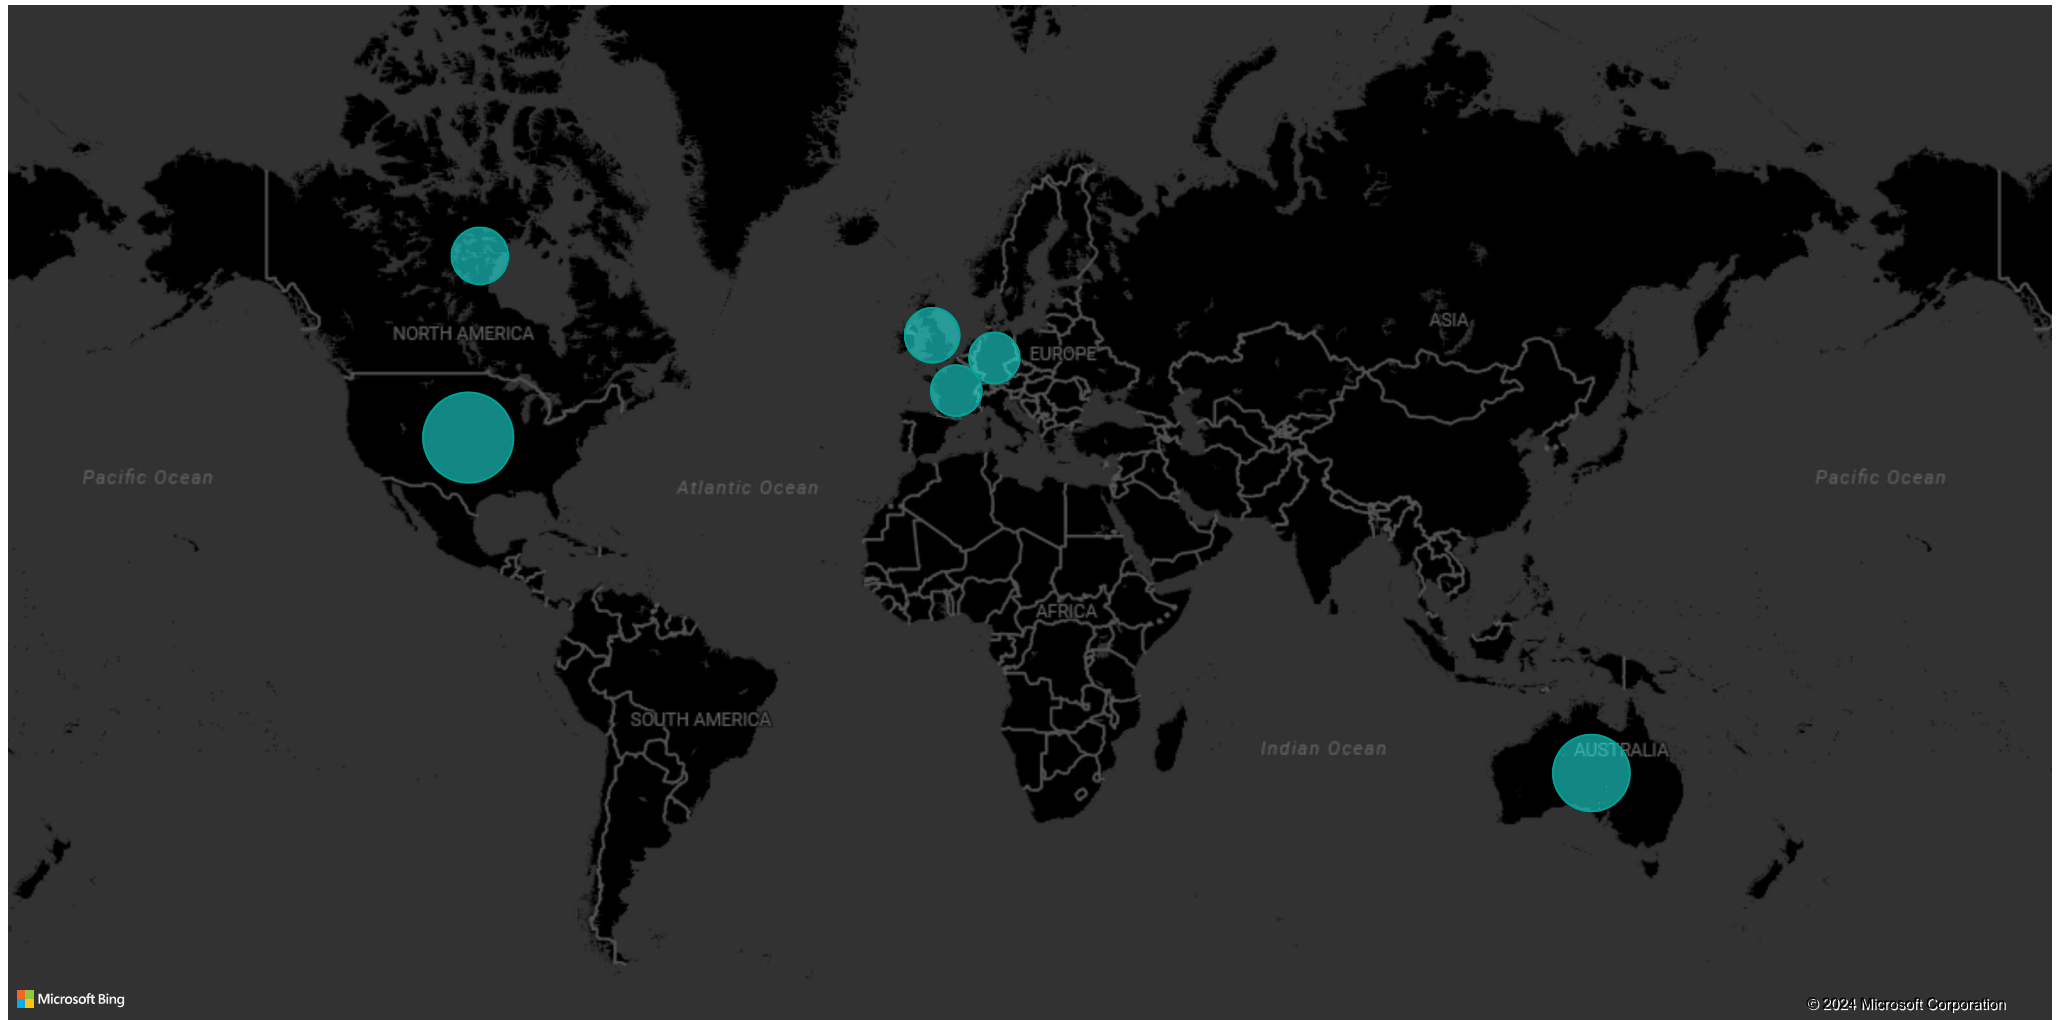 ASIA
NORTH AMERICA
EUROPE
Pacific Ocean
Atlantic Ocean
Pacific Ocean
AFRICA
SOUTH AMERICA
Indian Ocean
AUSTRALIA
Microsoft Bing
© 2024 Microsoft Corporation